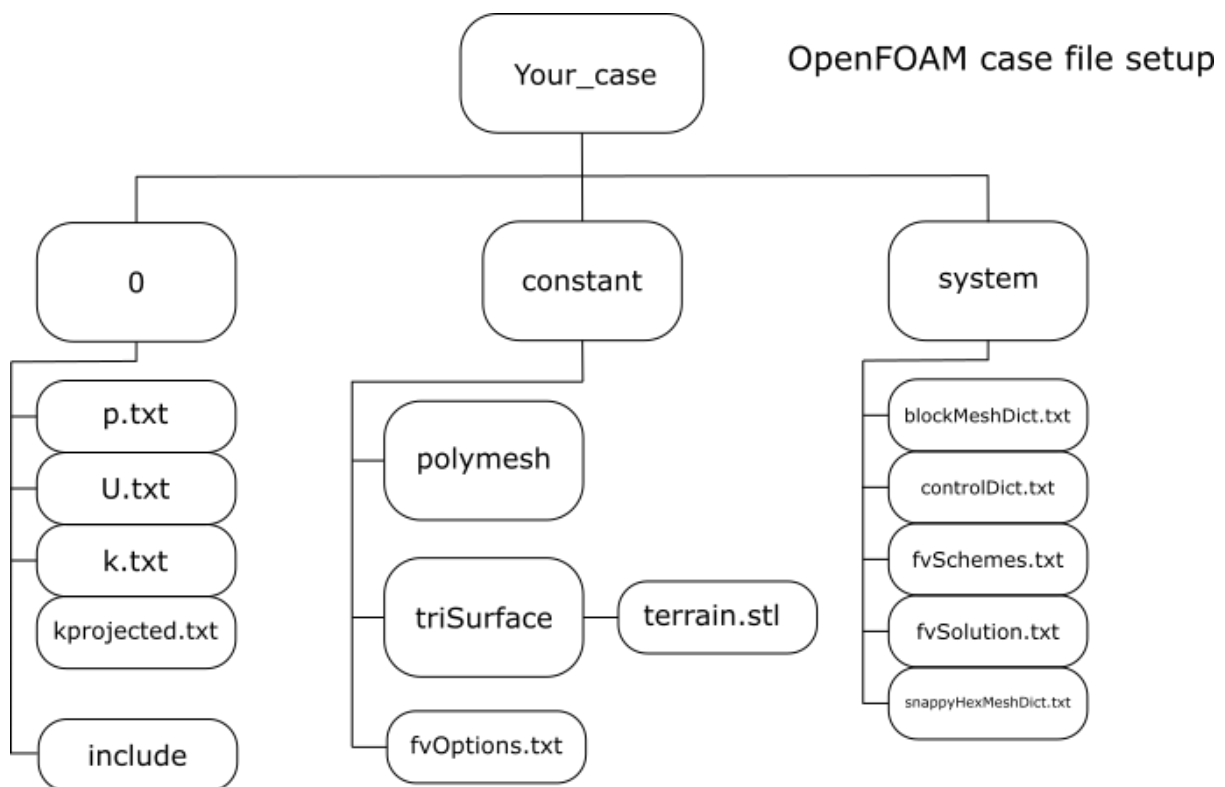 Your_case
OpenFOAM case file setup
0
constant
system
p.txt
U.txt
k.txt
kprojected.txt
include
polymesh
triSurface
terrain.stl
fvOptions.txt
blockMeshDict.txt
controlDict.txt
fvSchemes.txt
fvSolution.txt
snappyHexMeshDict.txt